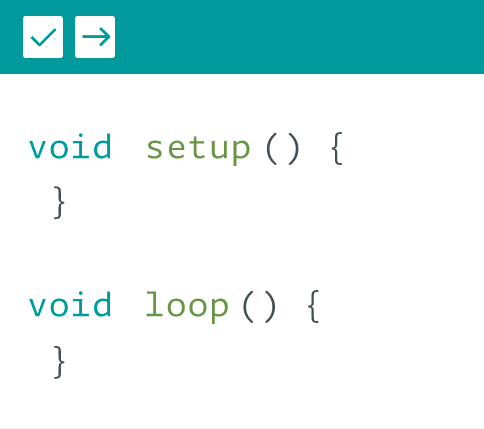 void setup() {
}
void loop() {
}